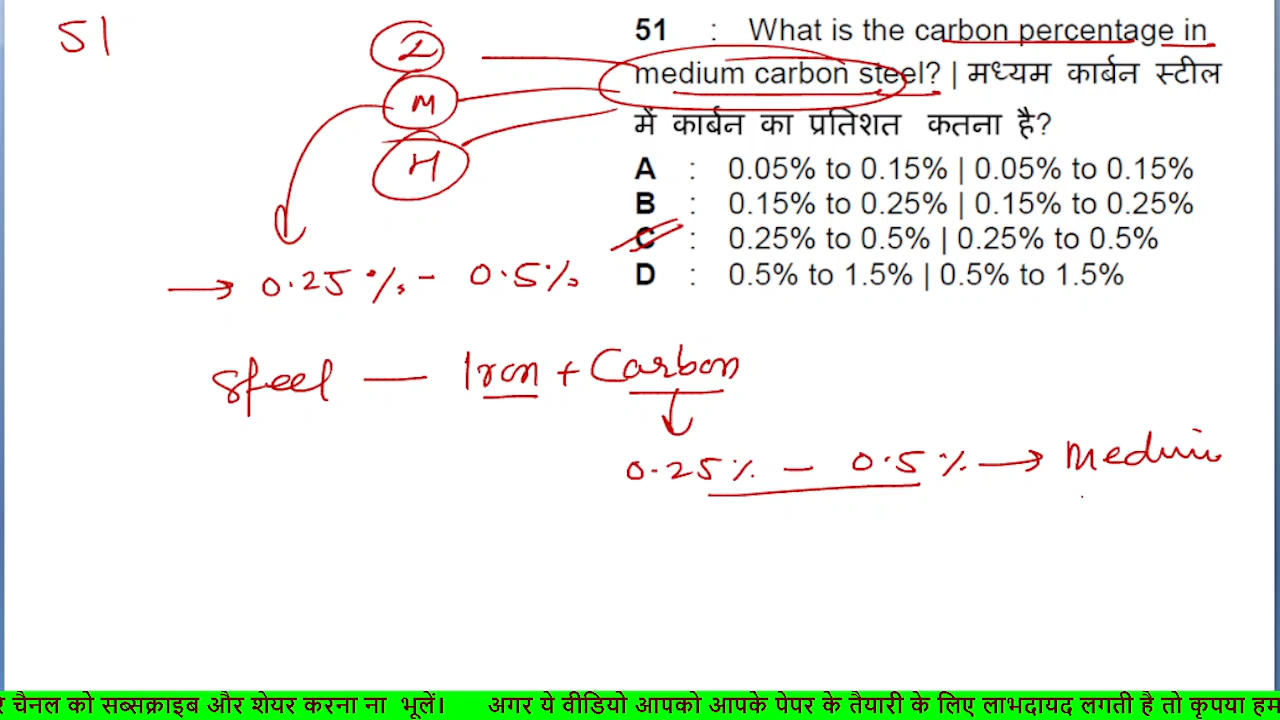 51
L
M
H
→ 0.25% - 0.5%
Steel — Iron + Carbon
0.25% — 0.5% → Medium
51 : What is the carbon percentage in
medium carbon steel? | मध्यम कार्बन स्टील
में कार्बन का प्रतिशत कतना है?
A : 0.05% to 0.15% | 0.05% to 0.15%
B : 0.15% to 0.25% | 0.15% to 0.25%
C : 0.25% to 0.5% | 0.25% to 0.5%
D : 0.5% to 1.5% | 0.5% to 1.5%
रे चैनल को सब्सक्राइब और शेयर करना ना भूलें। अगर ये वीडियो आपको आपके पेपर के तैयारी के लिए लाभदायद लगती है तो कृपया हम